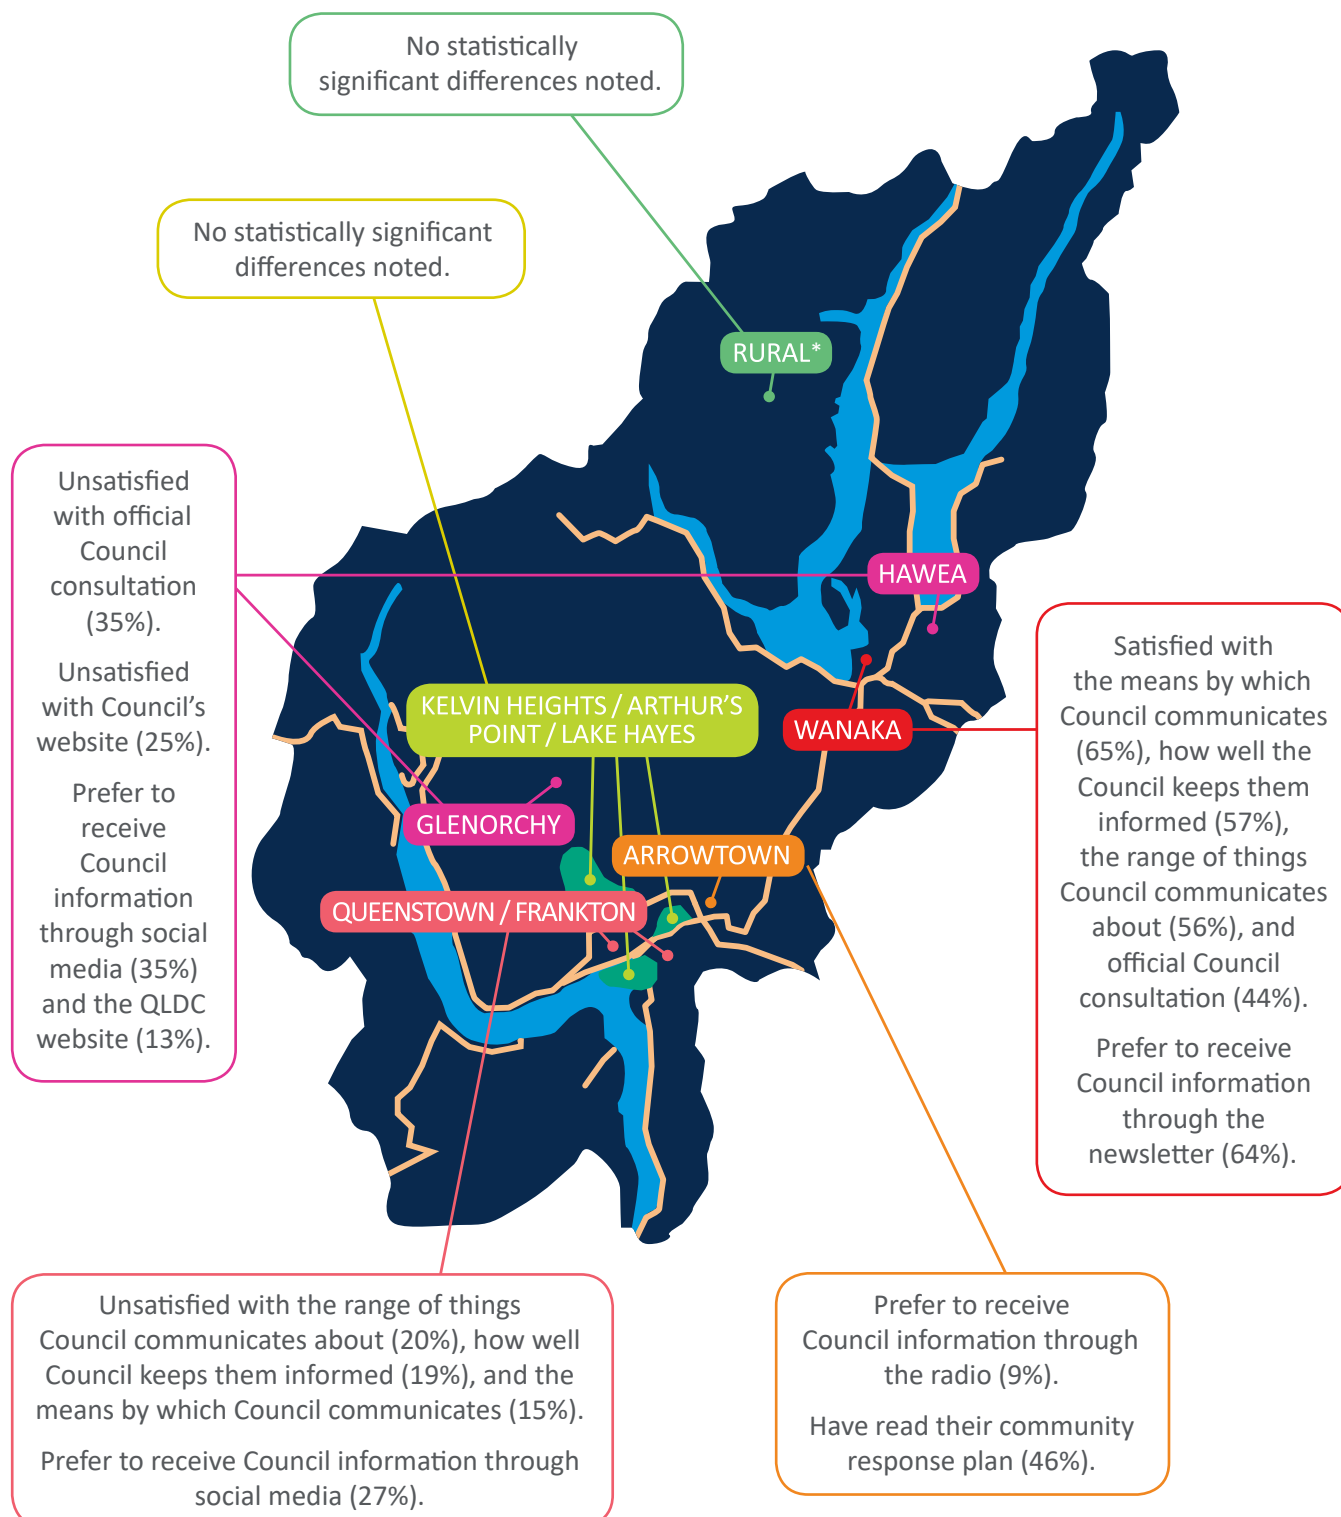 No statistically
significant differences noted.
No statistically significant
differences noted.
RURAL*
Unsatisfied
with official
Council
consultation
(35%).
Unsatisfied
with Council’s
website (25%).
Prefer to
receive
Council
information
through social
media (35%)
and the QLDC
website (13%).
HAWEA
Satisfied with
the means by which
Council communicates
(65%), how well the
Council keeps them
informed (57%),
the range of things
Council communicates
about (56%), and
official Council
consultation (44%).
Prefer to receive
Council information
through the
newsletter (64%).
KELVIN HEIGHTS / ARTHUR’S
POINT / LAKE HAYES
WANAKA
GLENORCHY
ARROWTOWN
QUEENSTOWN / FRANKTON
Unsatisfied with the range of things
Council communicates about (20%), how well
Council keeps them informed (19%), and the
means by which Council communicates (15%).
Prefer to receive Council information through
social media (27%).
Prefer to receive
Council information through
the radio (9%).
Have read their community
response plan (46%).